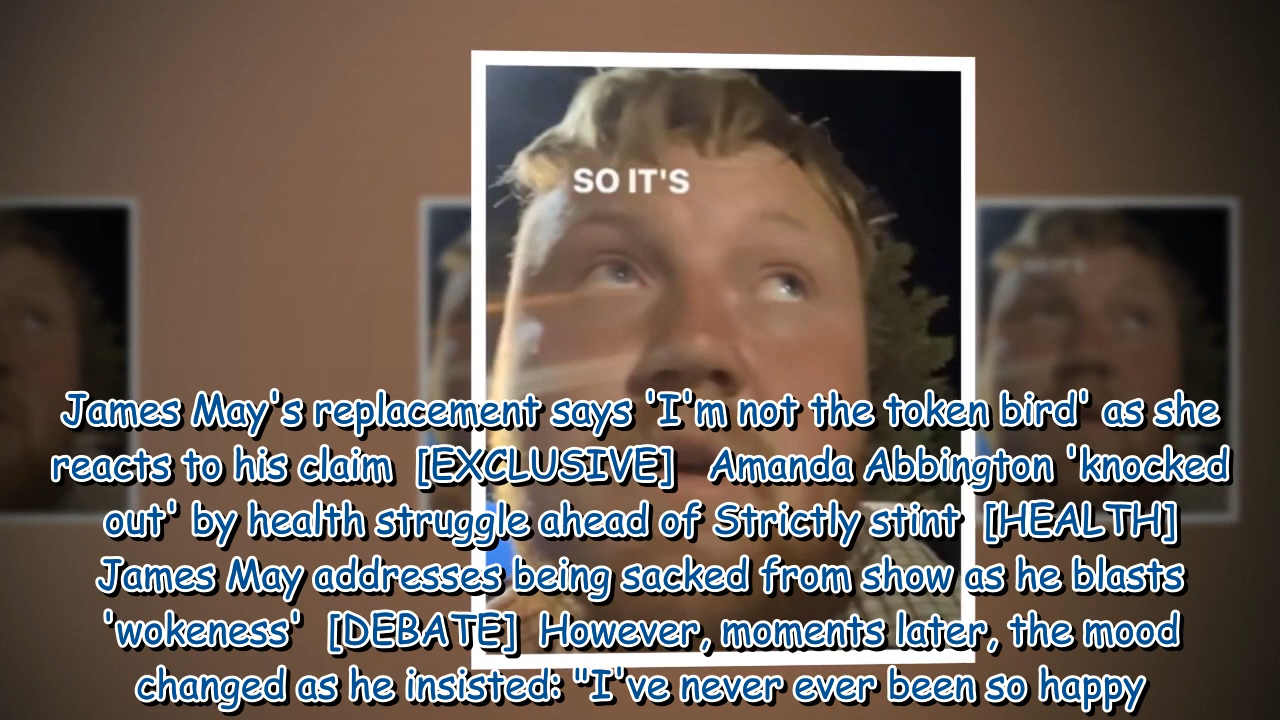 SO IT'S
James May's replacement says 'I'm not the token bird' as she
reacts to his claim [EXCLUSIVE] Amanda Abbington 'knocked
out' by health struggle ahead of Strictly stint [HEALTH]
James May addresses being sacked from show as he blasts
'wokeness' [DEBATE] However, moments later, the mood
changed as he insisted: "I've never ever been so happy